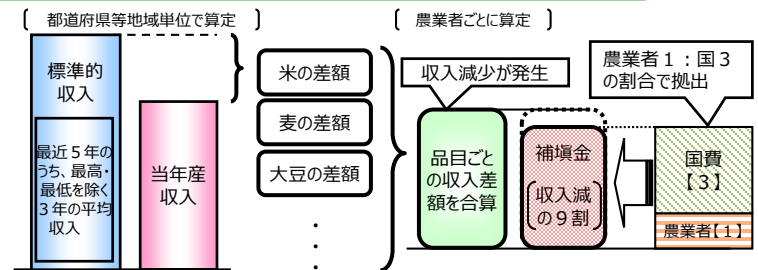 都道府県等地域単位で算定
農業者ごとに算定
標準的
収入
最近５年の
うち、最高・
最低を除く
３年の平均
収入
当年産
収入
米の差額
麦の差額
大豆の差額
・
・
・
収入減少が発生
品目ごと
の収入差
額を合算
補塡金
収入減
の９割
農業者１：国３
の割合で拠出
国費
【３】
農業者【１】